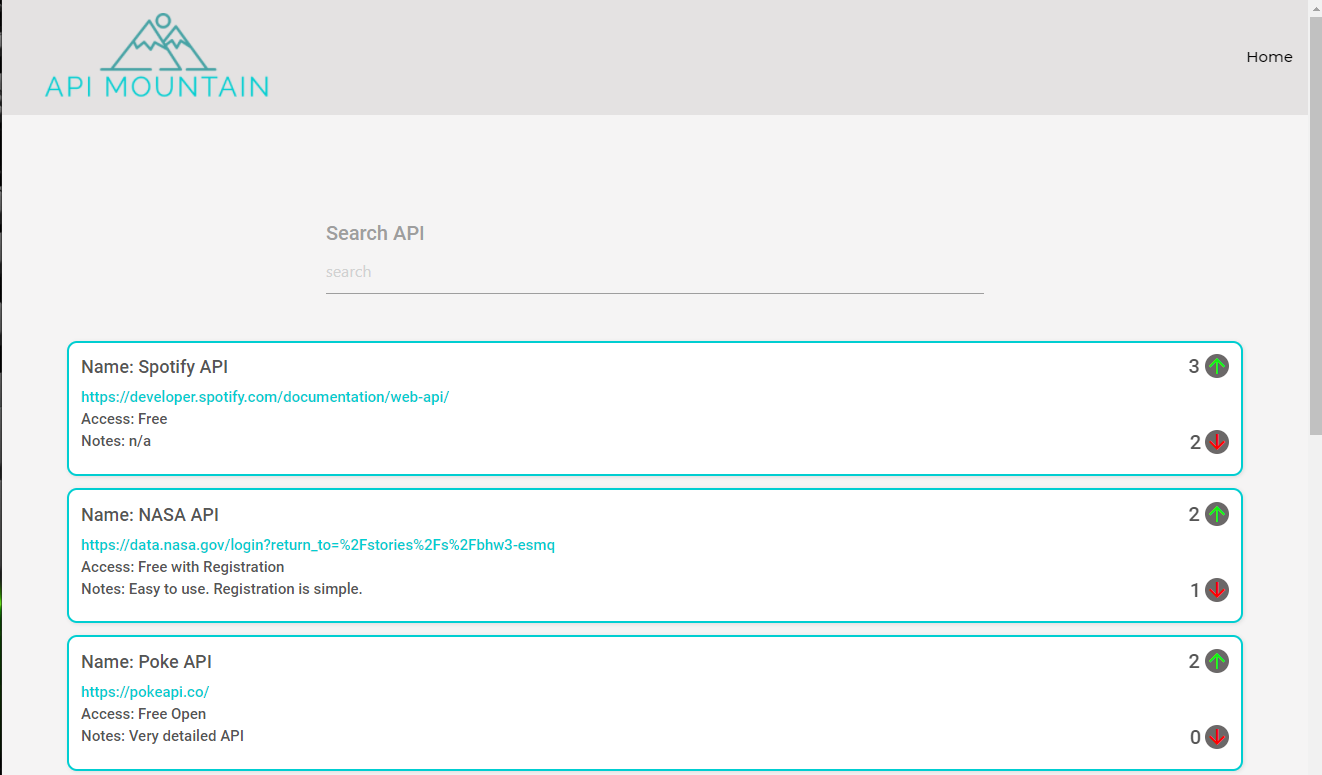 API MOUNTAIN
Home
Search API
search
Name: Spotify API
3
https://developer.spotify.com/documentation/web-api/
Access: Free
Notes: n/a
2
Name: NASA API
2
https://data.nasa.gov/login?return_to=%2Fstories%2Fs%2Fbhw3-esmq
Access: Free with Registration
Notes: Easy to use. Registration is simple.
1
Name: Poke API
2
https://pokeapi.co/
Access: Free Open
Notes: Very detailed API
0